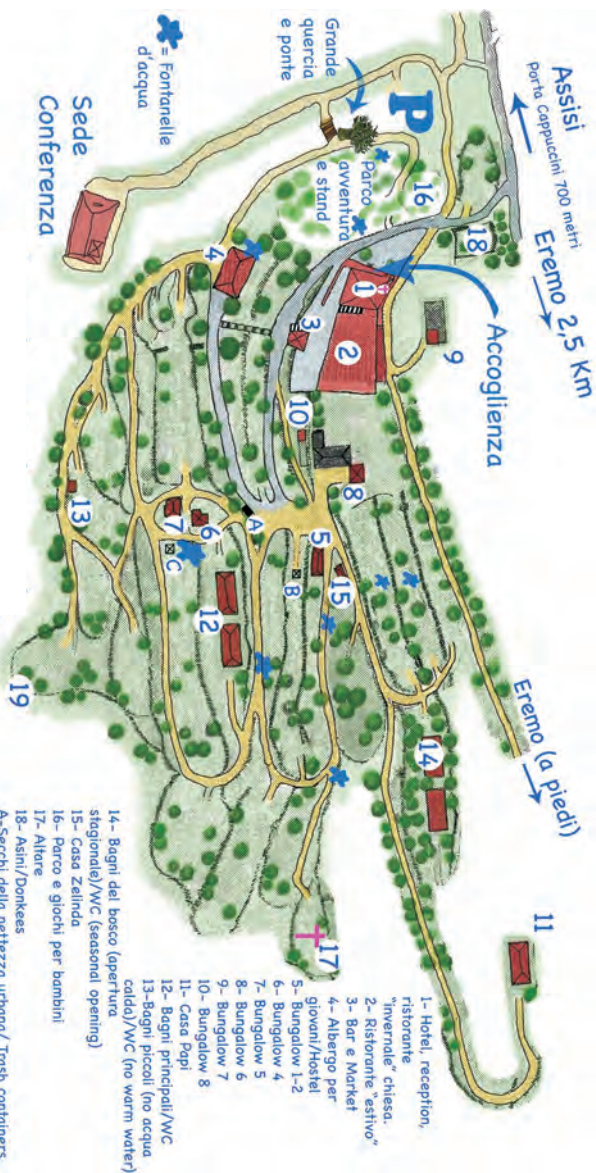 Assisi
Porta Cappuccini 700 metri
Eremo 2,5 Km
Accoglienza
Grande
quercia
e ponte
P
Parco
avventura
e stand
= Fontanelle
d'acqua
Sede
Conferenza
Eremo (a piedi)
16
18
1
2
3
4
9
10
8
5
15
A
B
C
6
7
13
12
14
11
17
19
1- Hotel, reception,
ristorante
"invernale" chiesa.
2- Ristorante "estivo"
3- Bar e Market
4- Albergo per
giovani/Hostel
5- Bungalow 1-2
6- Bungalow 4
7- Bungalow 5
8- Bungalow 6
9- Bungalow 7
10- Bungalow 8
11- Casa Papi
12- Bagni principali/WC
13-Bagni piccoli (no acqua
calda)/WC (no warm water)
14- Bagni del bosco (apertura
stagionale)/WC (seasonal opening)
15- Casa Zelinda
16- Parco e giochi per bambini
17- Altare
18- Asini/Donkees
A-Secchi della nettezza urbana/ Trash containers